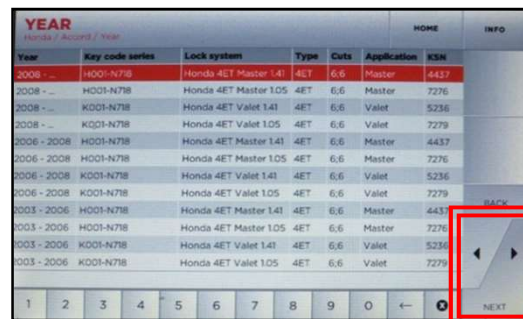 YEAR
Honda / Accord / Year
HOME
INFO
Year Key code series Lock system Type Cuts Application KSN
2008 - ... H001-N718 Honda 4ET Master 1.41 4ET 6;6 Master 4437
2008 - ... H001-N718 Honda 4ET Master 1.05 4ET 6;6 Master 7276
2008 - ... K001-N718 Honda 4ET Valet 1.41 4ET 6;6 Valet 5236
2008 - ... K001-N718 Honda 4ET Valet 1.05 4ET 6;6 Valet 7279
2006 - 2008 H001-N718 Honda 4ET Master 1.41 4ET 6;6 Master 4437
2006 - 2008 H001-N718 Honda 4ET Master 1.05 4ET 6;6 Master 7276
2006 - 2008 K001-N718 Honda 4ET Valet 1.41 4ET 6;6 Valet 5236
2006 - 2008 K001-N718 Honda 4ET Valet 1.05 4ET 6;6 Valet 7279
2003 - 2006 H001-N718 Honda 4ET Master 1.41 4ET 6;6 Master 4437
2003 - 2006 H001-N718 Honda 4ET Master 1.05 4ET 6;6 Master 7276
2003 - 2006 K001-N718 Honda 4ET Valet 1.41 4ET 6;6 Valet 5236
2003 - 2006 K001-N718 Honda 4ET Valet 1.05 4ET 6;6 Valet 7279
BACK
1 2 3 4 5 6 7 8 9 0 ←
NEXT